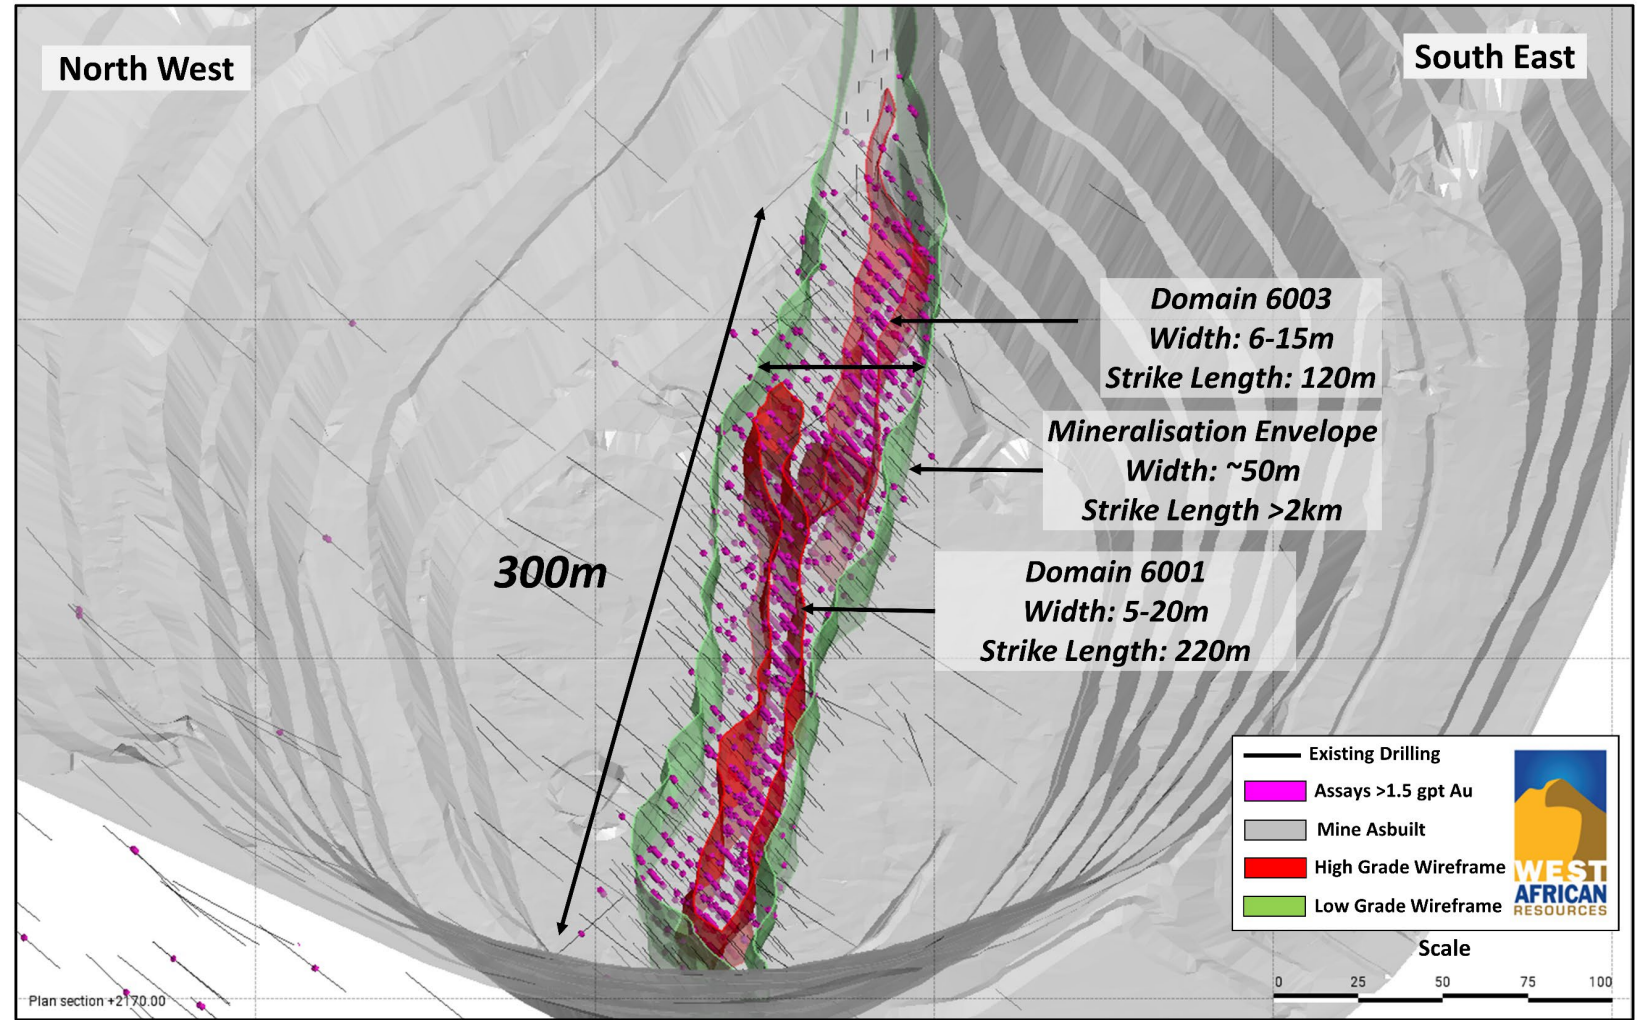 North West
South East
Domain 6003
Width: 6-15m
Strike Length: 120m
Mineralisation Envelope
Width: ~50m
Strike Length >2km
300m
Domain 6001
Width: 5-20m
Strike Length: 220m
Existing Drilling
Assays >1.5 gpt Au
Mine Asbuilt
High Grade Wireframe
Low Grade Wireframe
WEST
AFRICAN
RESOURCES
Scale
0 25 50 75 100
Plan section +2170.00